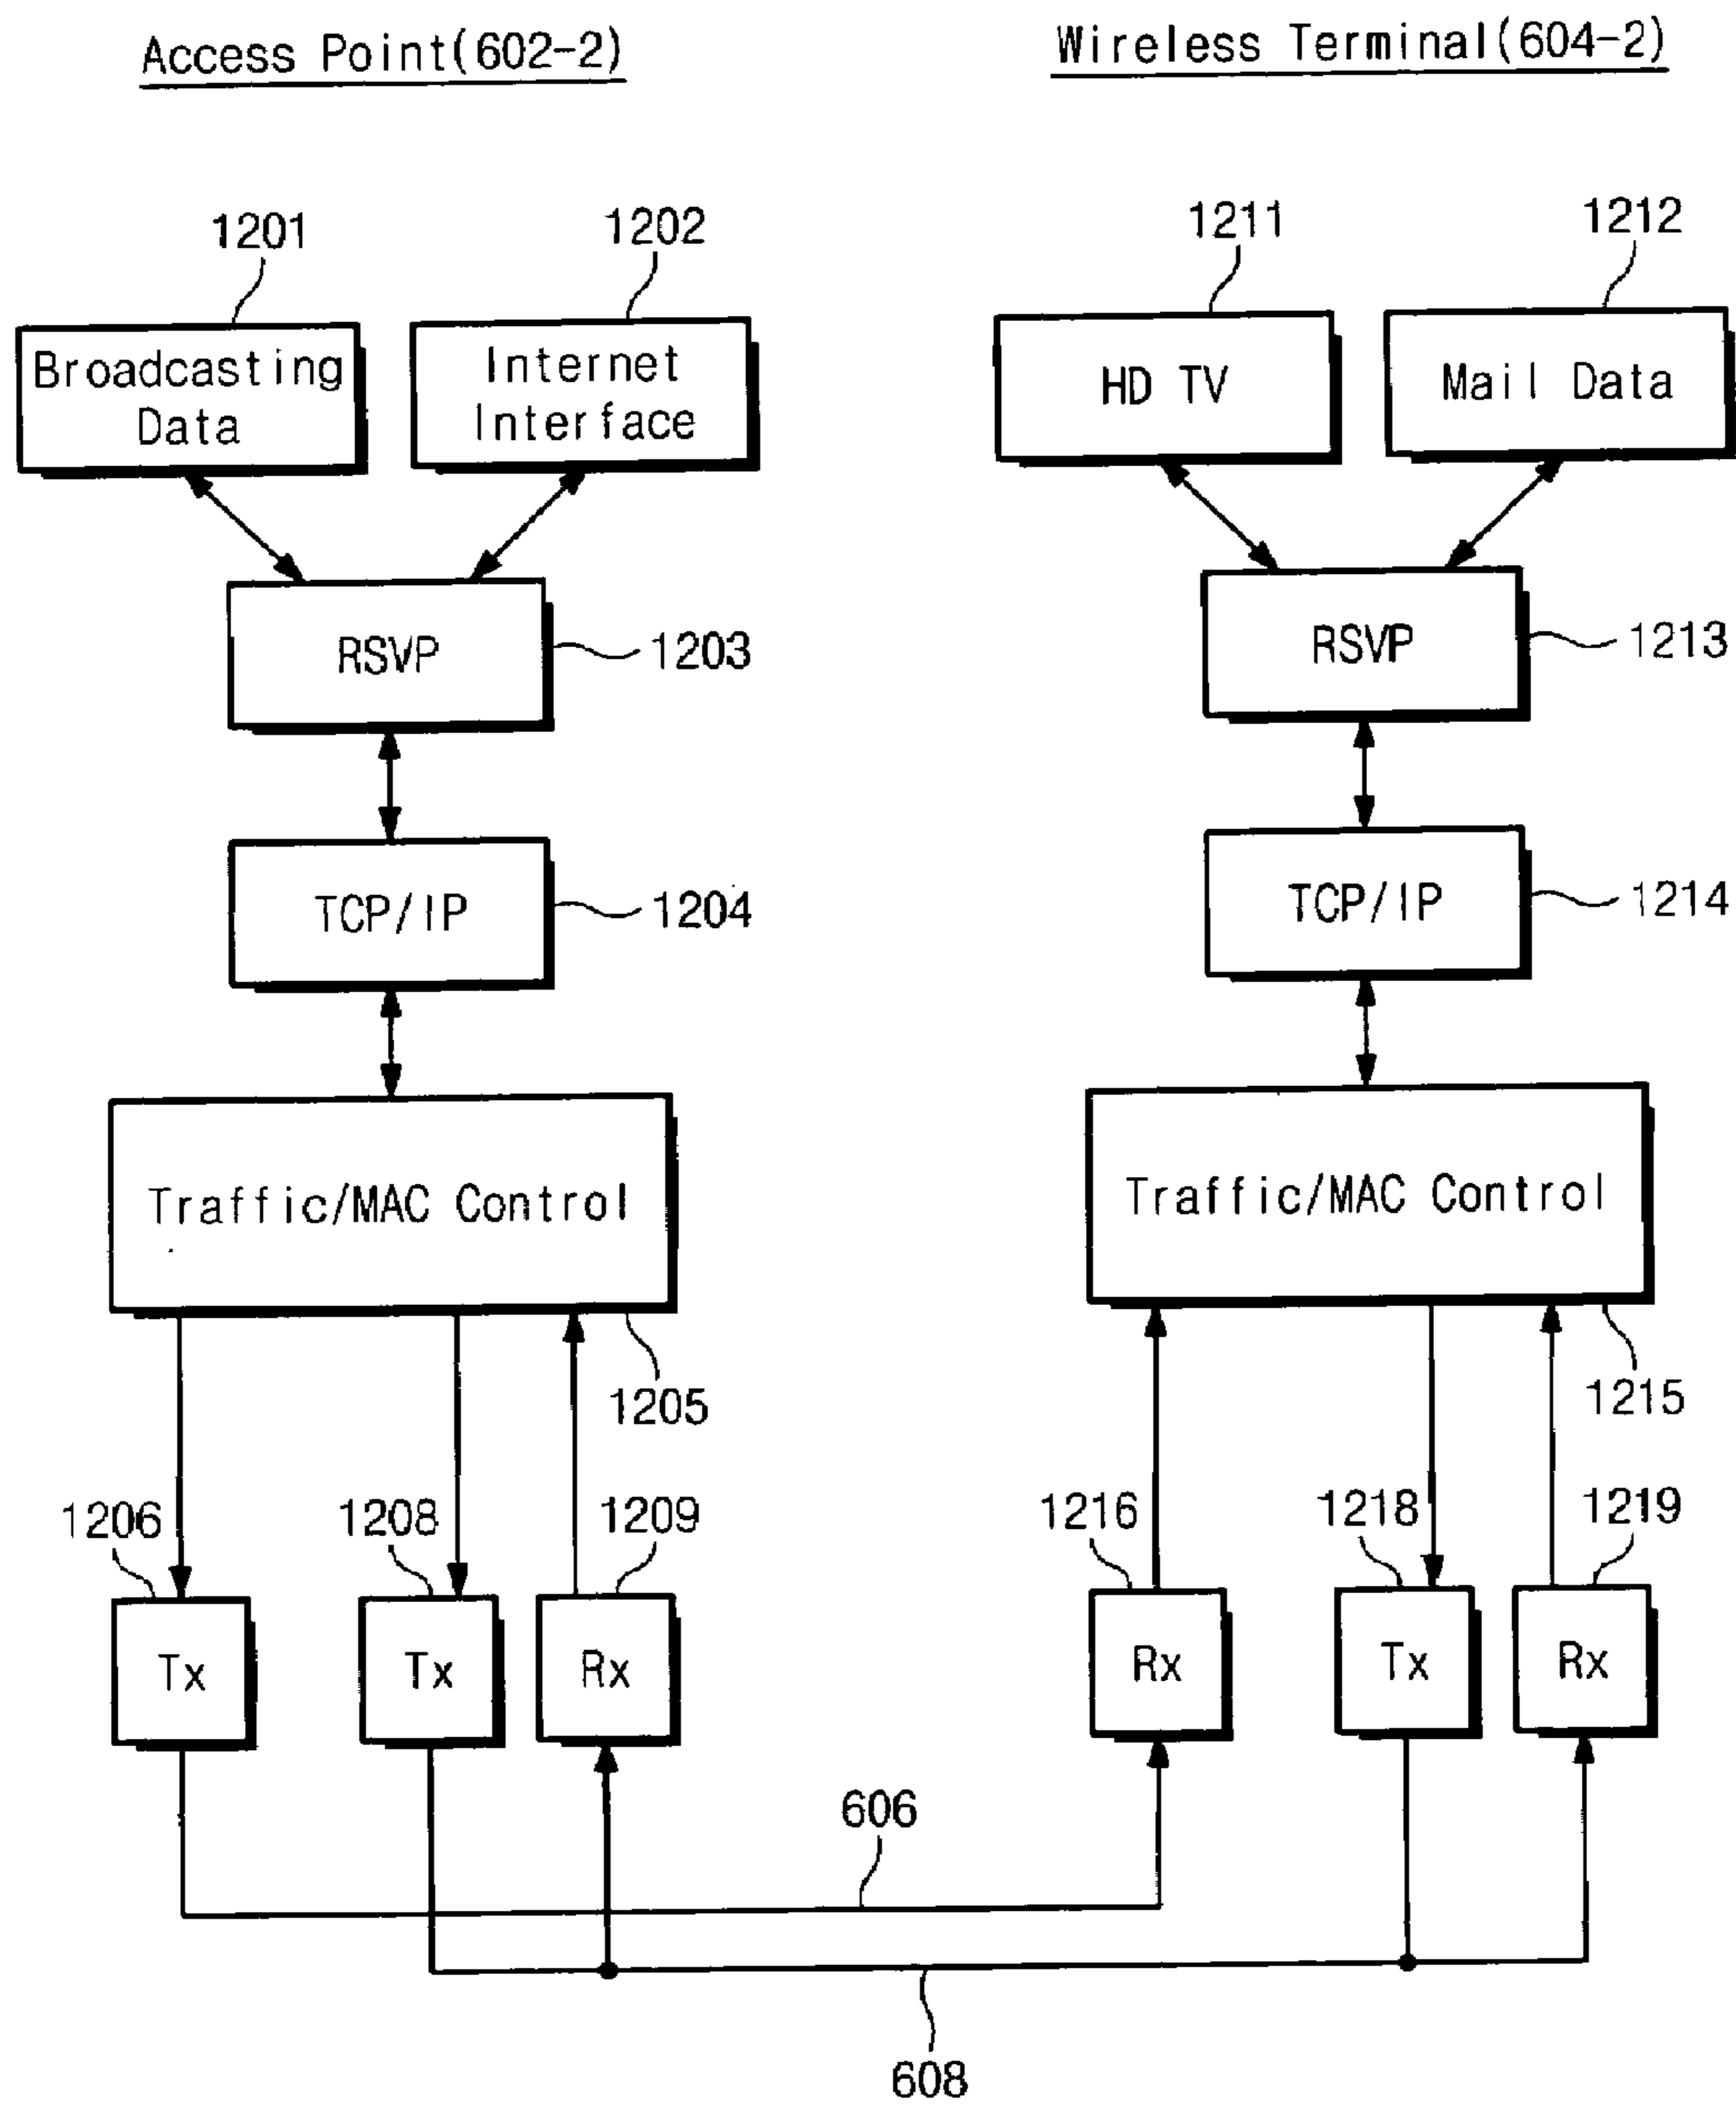 Access Point(602-2)
Wireless Terminal(604-2)
1201
1202
1211
1212
Broadcasting
Data
Internet
Interface
HD TV
Mail Data
RSVP
1203
RSVP
1213
TCP/IP
1204
TCP/IP
1214
Traffic/MAC Control
Traffic/MAC Control
1205
1215
1206
1208
1209
1216
1218
1219
Tx
Tx
Rx
Rx
Tx
Rx
606
608